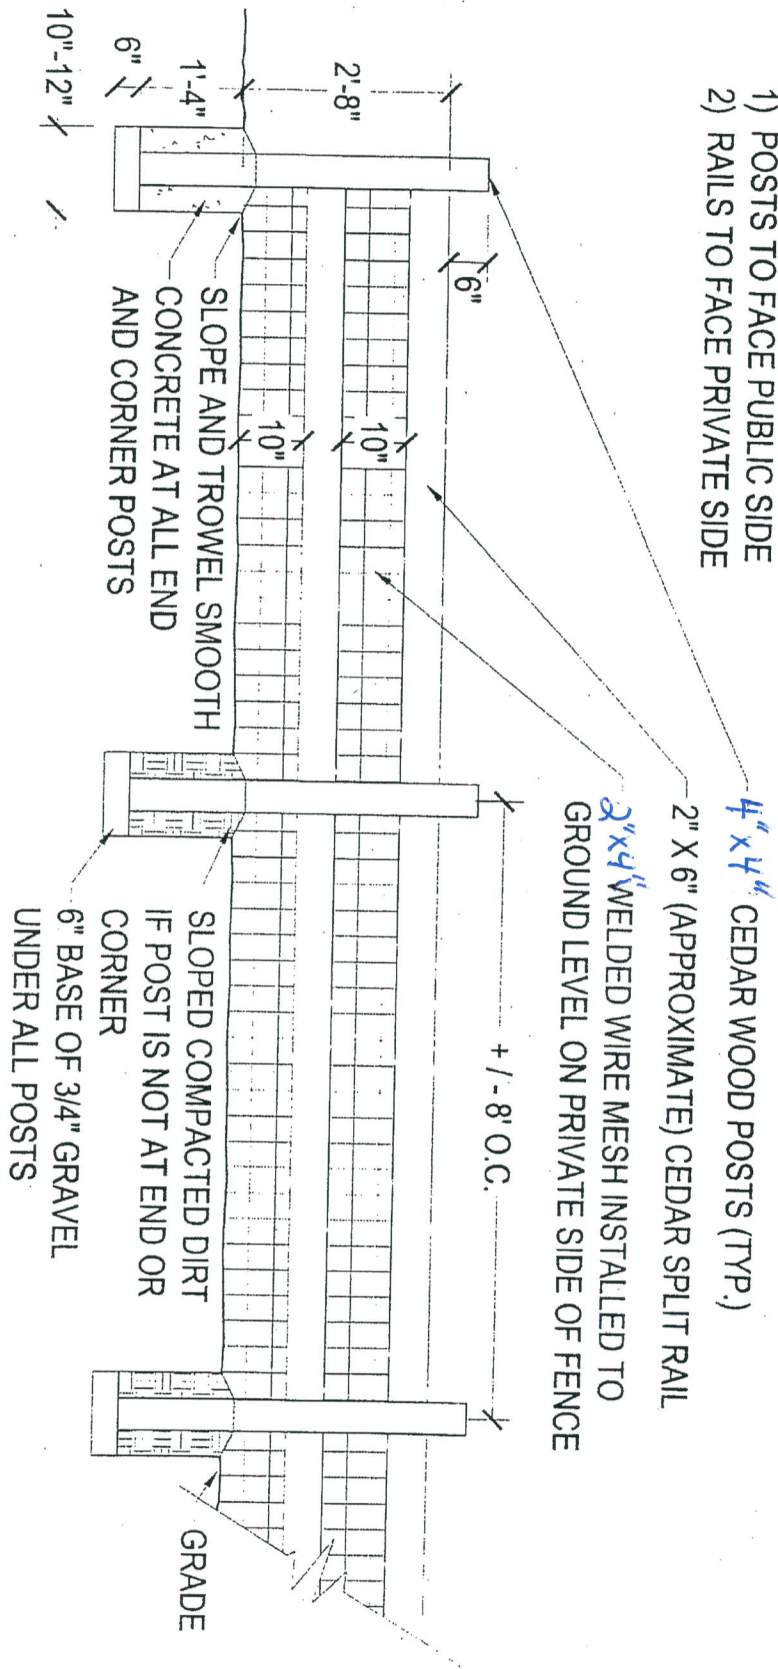 1) POSTS TO FACE PUBLIC SIDE
2) RAILS TO FACE PRIVATE SIDE
4" x 4" CEDAR WOOD POSTS (TYP.)
2" X 6" (APPROXIMATE) CEDAR SPLIT RAIL
2"x4" WELDED WIRE MESH INSTALLED TO
GROUND LEVEL ON PRIVATE SIDE OF FENCE
+ / - 8' O.C.
6"
2'-8"
10"
10"
1'-4"
6"
10"-12"
SLOPE AND TROWEL SMOOTH
CONCRETE AT ALL END
AND CORNER POSTS
SLOPED COMPACTED DIRT
IF POST IS NOT AT END OR
CORNER
6" BASE OF 3/4" GRAVEL
UNDER ALL POSTS
GRADE